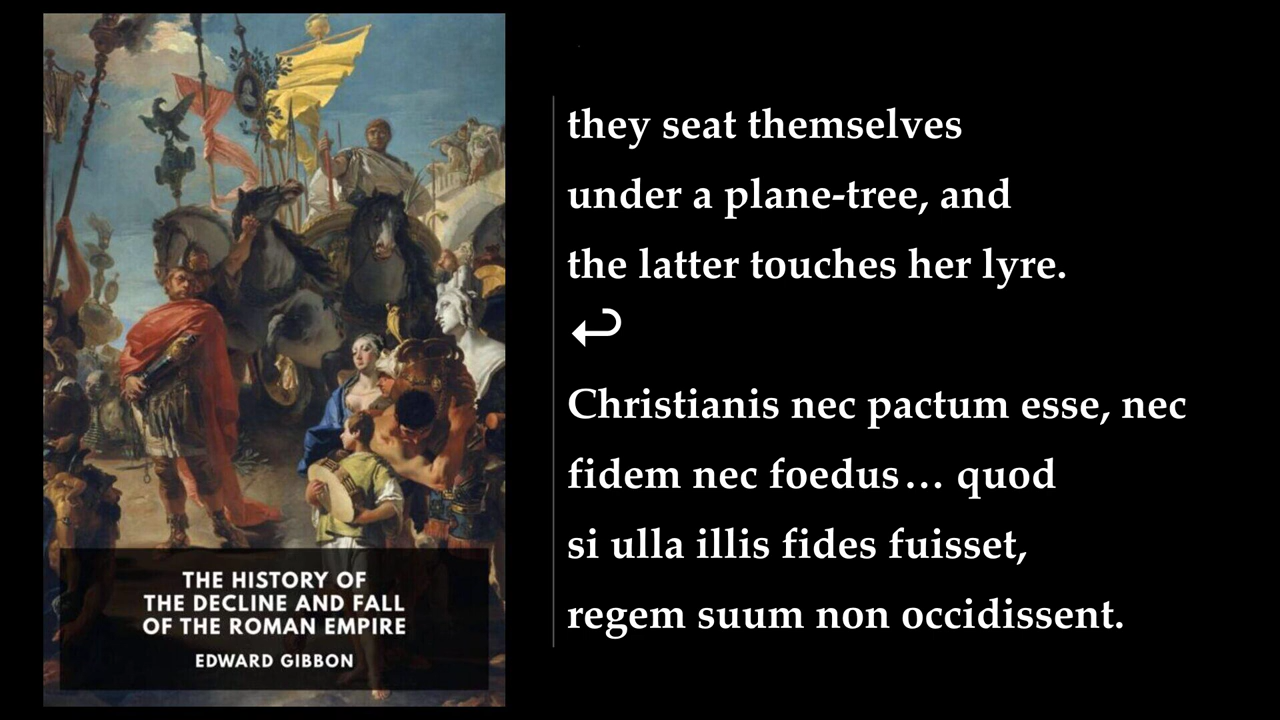 THE HISTORY OF
THE DECLINE AND FALL
OF THE ROMAN EMPIRE
EDWARD GIBBON
they seat themselves
under a plane-tree, and
the latter touches her lyre.
↩
Christianis nec pactum esse, nec
fidem nec foedus… quod
si ulla illis fides fuisset,
regem suum non occidissent.